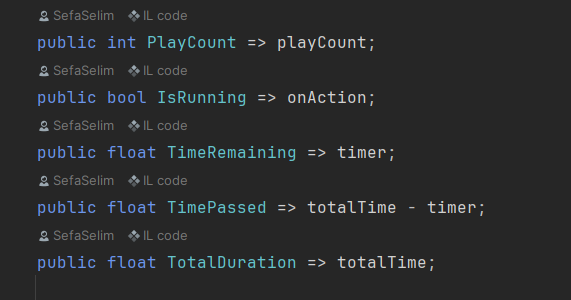 SefaSelim IL code
public int PlayCount => playCount;
SefaSelim IL code
public bool IsRunning => onAction;
SefaSelim IL code
public float TimeRemaining => timer;
SefaSelim IL code
public float TimePassed => totalTime - timer;
SefaSelim IL code
public float TotalDuration => totalTime;